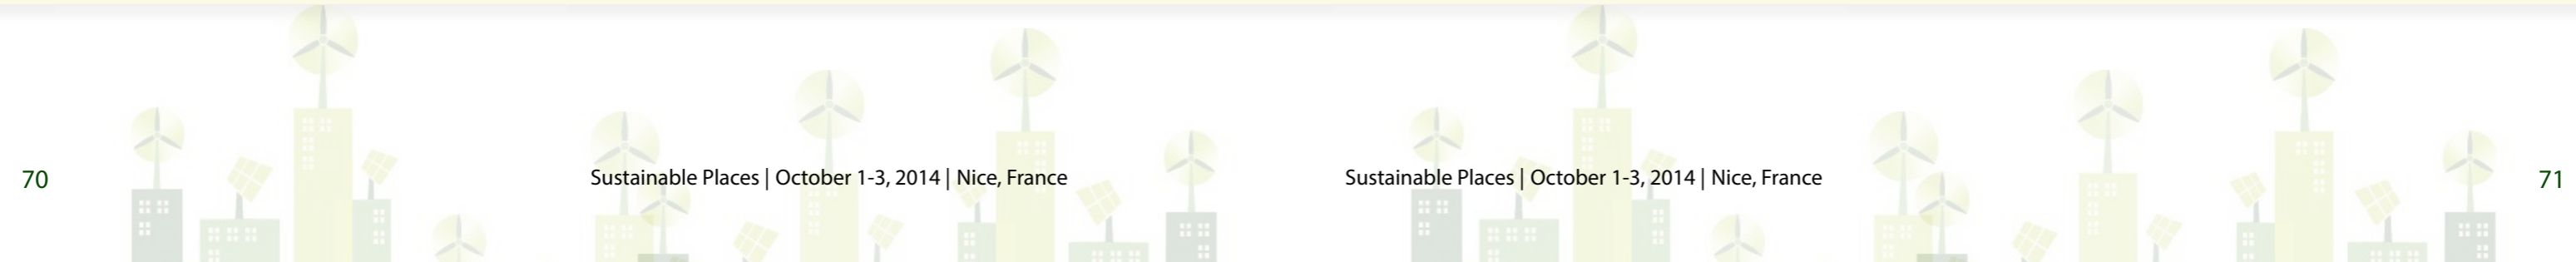 70
Sustainable Places | October 1-3, 2014 | Nice, France
Sustainable Places | October 1-3, 2014 | Nice, France
71